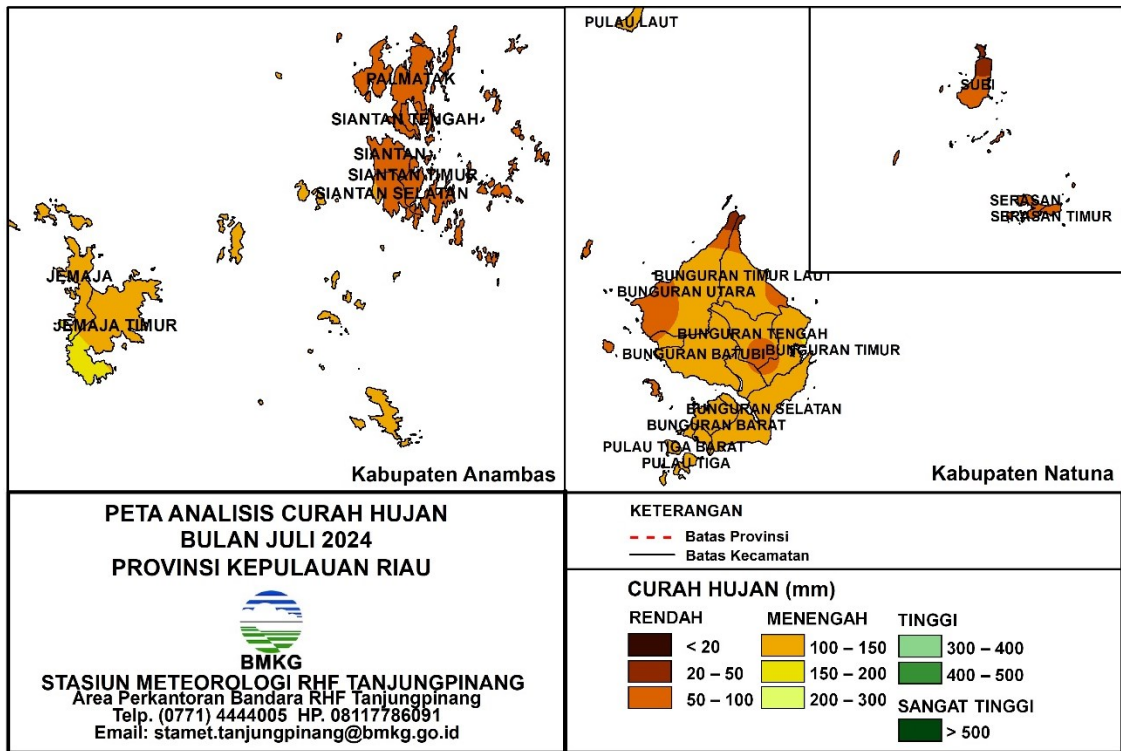 PALMATAK
SIANTAN TENGAH
SIANTAN
SIANTAN TIMUR
SIANTAN SELATAN
JEMAJA
JEMAJA TIMUR
Kabupaten Anambas
PULAU LAUT
SUBI
SERASAN
SERASAN TIMUR
BUNGURAN TIMUR LAUT
BUNGURAN UTARA
BUNGURAN TENGAH
BUNGURAN BATUBI
BUNGURAN TIMUR
BUNGURAN SELATAN
BUNGURAN BARAT
PULAU TIGA BARAT
PULAU TIGA
Kabupaten Natuna
PETA ANALISIS CURAH HUJAN
BULAN JULI 2024
PROVINSI KEPULAUAN RIAU
BMKG
STASIUN METEOROLOGI RHF TANJUNGPINANG
Area Perkantoran Bandara RHF Tanjungpinang
Telp. (0771) 4444005 HP. 08117786091
Email: stamet.tanjungpinang@bmkg.go.id
KETERANGAN
Batas Provinsi
Batas Kecamatan
CURAH HUJAN (mm)
RENDAH
< 20
20 – 50
50 – 100
MENENGAH
100 – 150
150 – 200
200 – 300
TINGGI
300 – 400
400 – 500
SANGAT TINGGI
> 500